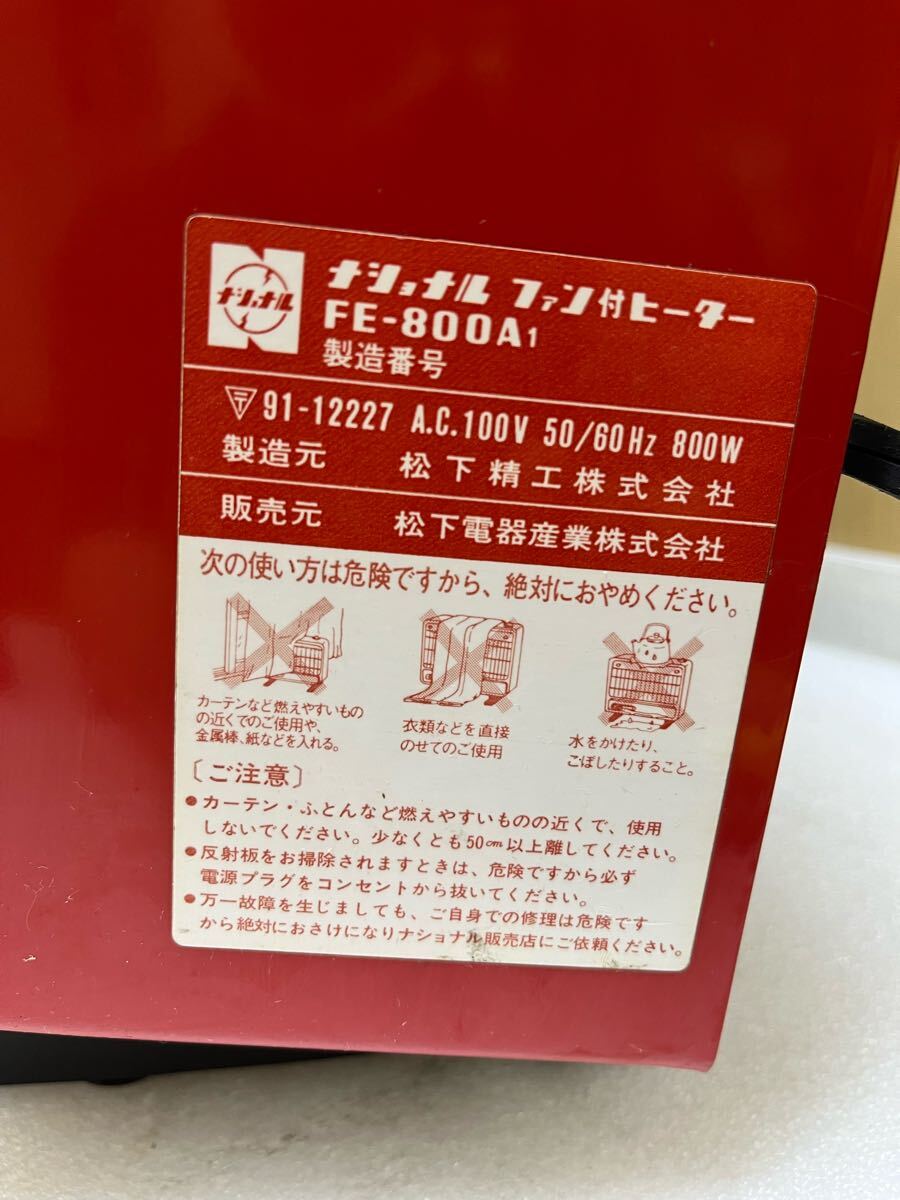 ナショナル
ナショナル ファン付ヒーター
FE-800A1
製造番号
〒91-12227 A.C.100V 50/60Hz 800W
製造元 松下精工株式会社
販売元 松下電器産業株式会社
次の使い方は危険ですから、絶対におやめください。
カーテンなど燃えやすいもの
の近くでのご使用や、
金属棒、紙などを入れる。
衣類などを直接
のせてのご使用
水をかけたり、
こぼしたりすること。
〔ご注意〕
●カーテン・ふとんなど燃えやすいものの近くで、使用
しないでください。少なくとも50cm以上離してください。
●反射板をお掃除されますときは、危険ですから必ず
電源プラグをコンセントから抜いてください。
●万一故障を生じましても、ご自身での修理は危険です
から絶対におさけになりナショナル販売店にご依頼ください。